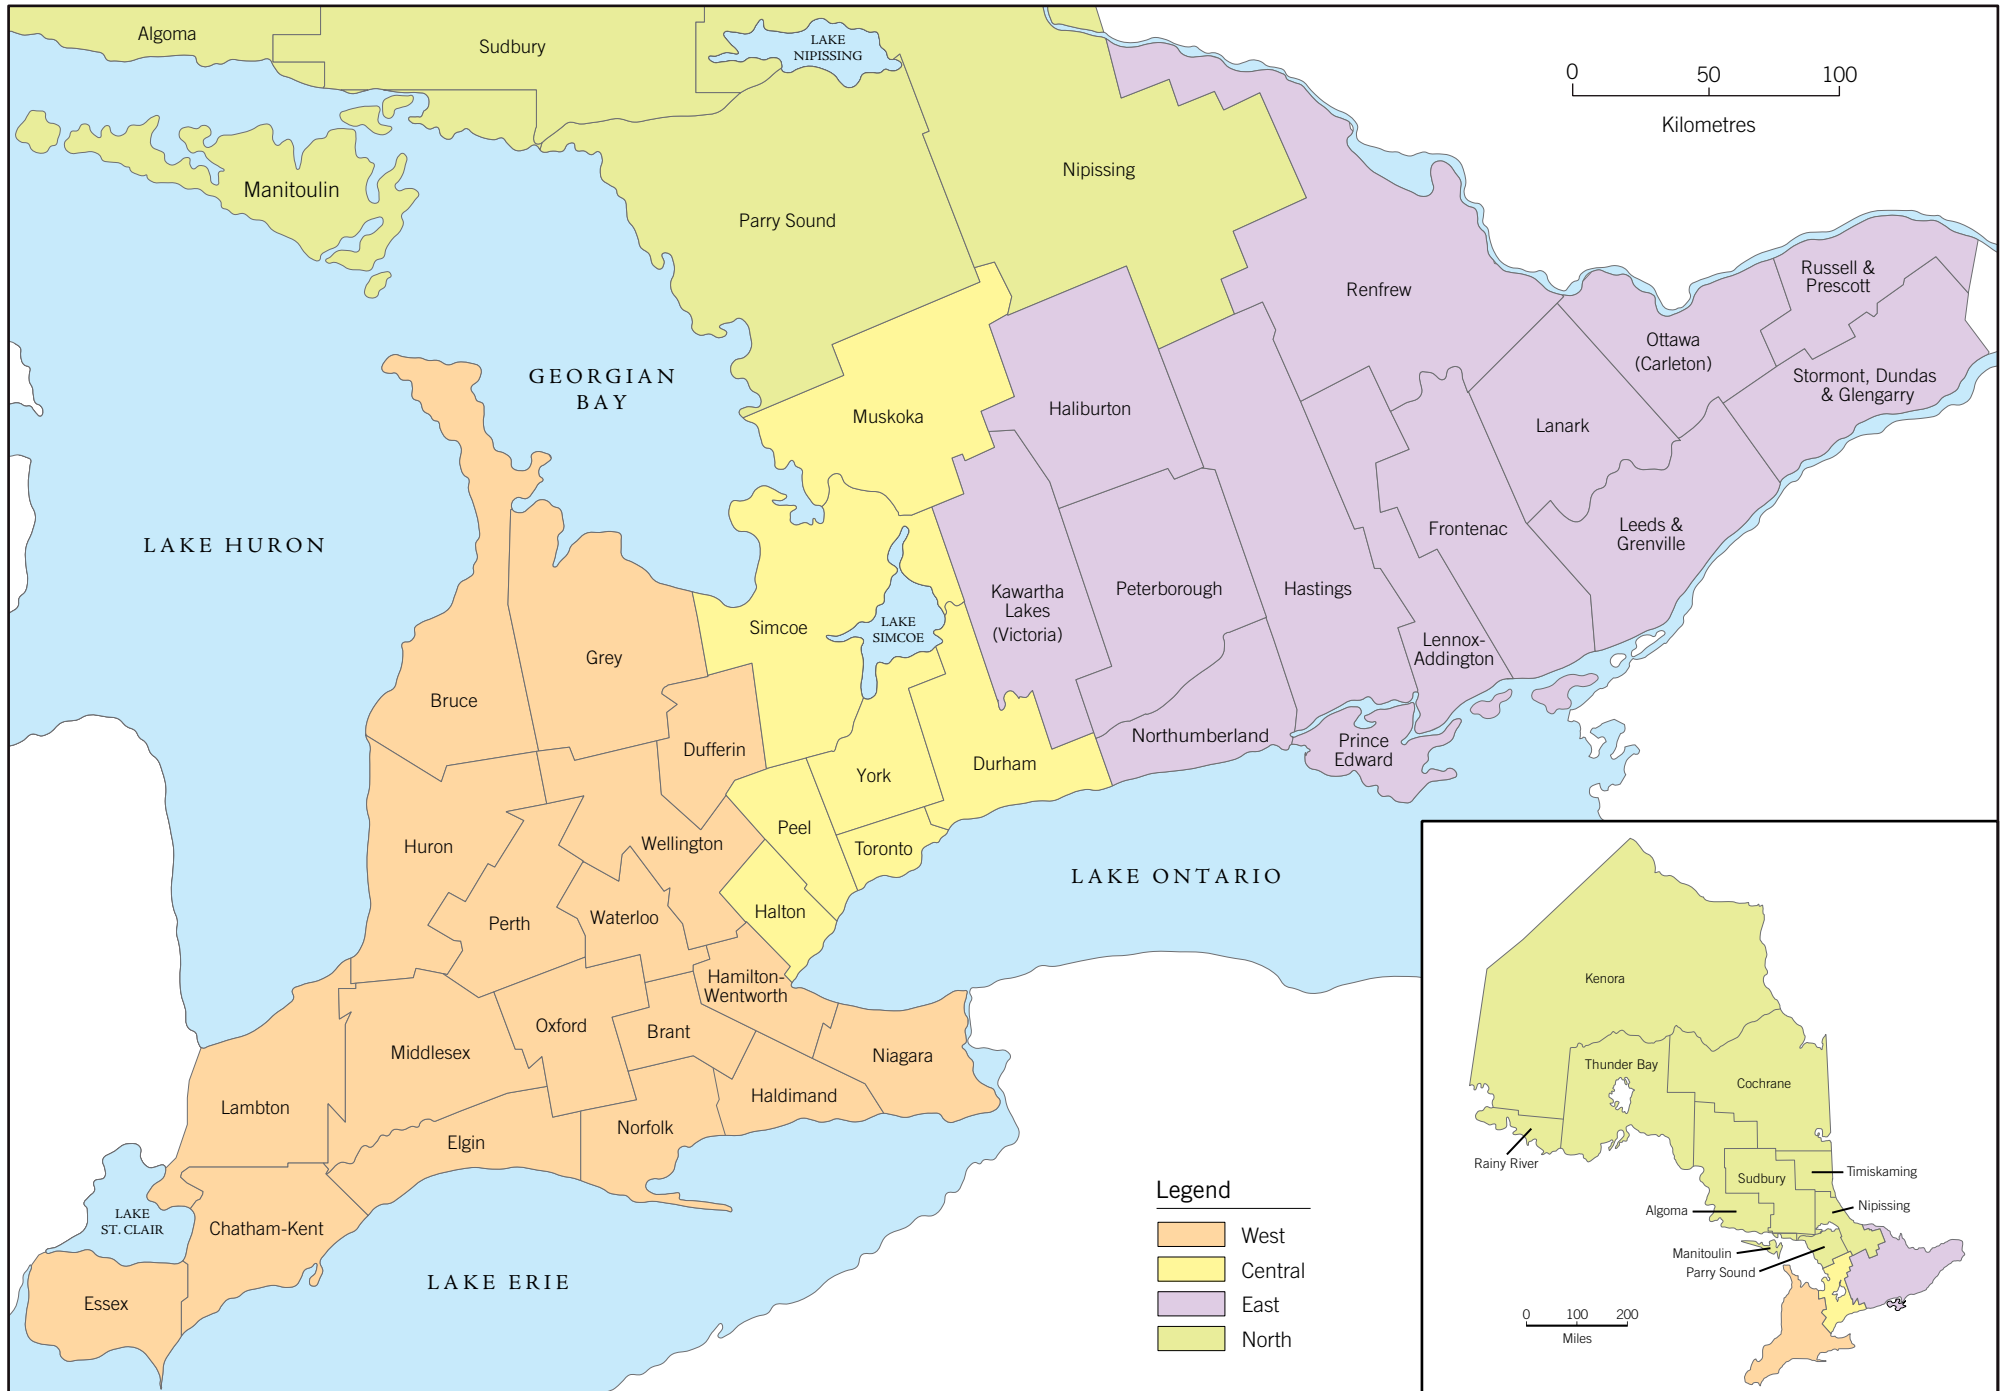 Algoma
Sudbury
LAKE
NIPISSING
0 50 100
Kilometres
Manitoulin
Parry Sound
Nipissing
Renfrew
Russell &
Prescott
Ottawa
(Carleton)
Stormont, Dundas
& Glengarry
GEORGIAN
BAY
Muskoka
Haliburton
Lanark
LAKE HURON
Frontenac
Leeds &
Grenville
Simcoe
LAKE
SIMCOE
Kawartha
Lakes
(Victoria)
Peterborough
Hastings
Lennox-
Addington
Grey
Bruce
Dufferin
York
Durham
Northumberland
Prince
Edward
Huron
Wellington
Peel
Toronto
LAKE ONTARIO
Perth
Waterloo
Halton
Hamilton-
Wentworth
Oxford
Brant
Middlesex
Niagara
Lambton
Haldimand
Elgin
Norfolk
LAKE
ST. CLAIR
Chatham-Kent
LAKE ERIE
Essex
Legend
West
Central
East
North
Kenora
Thunder Bay
Cochrane
Rainy River
Timiskaming
Sudbury
Algoma
Nipissing
Manitoulin
Parry Sound
0 100 200
Miles